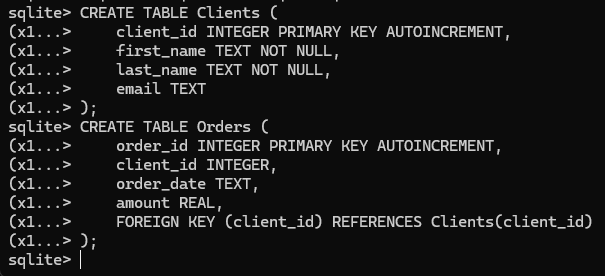 sqlite> CREATE TABLE Clients (
(x1...>     client_id INTEGER PRIMARY KEY AUTOINCREMENT,
(x1...>     first_name TEXT NOT NULL,
(x1...>     last_name TEXT NOT NULL,
(x1...>     email TEXT
(x1...> );
sqlite> CREATE TABLE Orders (
(x1...>     order_id INTEGER PRIMARY KEY AUTOINCREMENT,
(x1...>     client_id INTEGER,
(x1...>     order_date TEXT,
(x1...>     amount REAL,
(x1...>     FOREIGN KEY (client_id) REFERENCES Clients(client_id)
(x1...> );
sqlite>